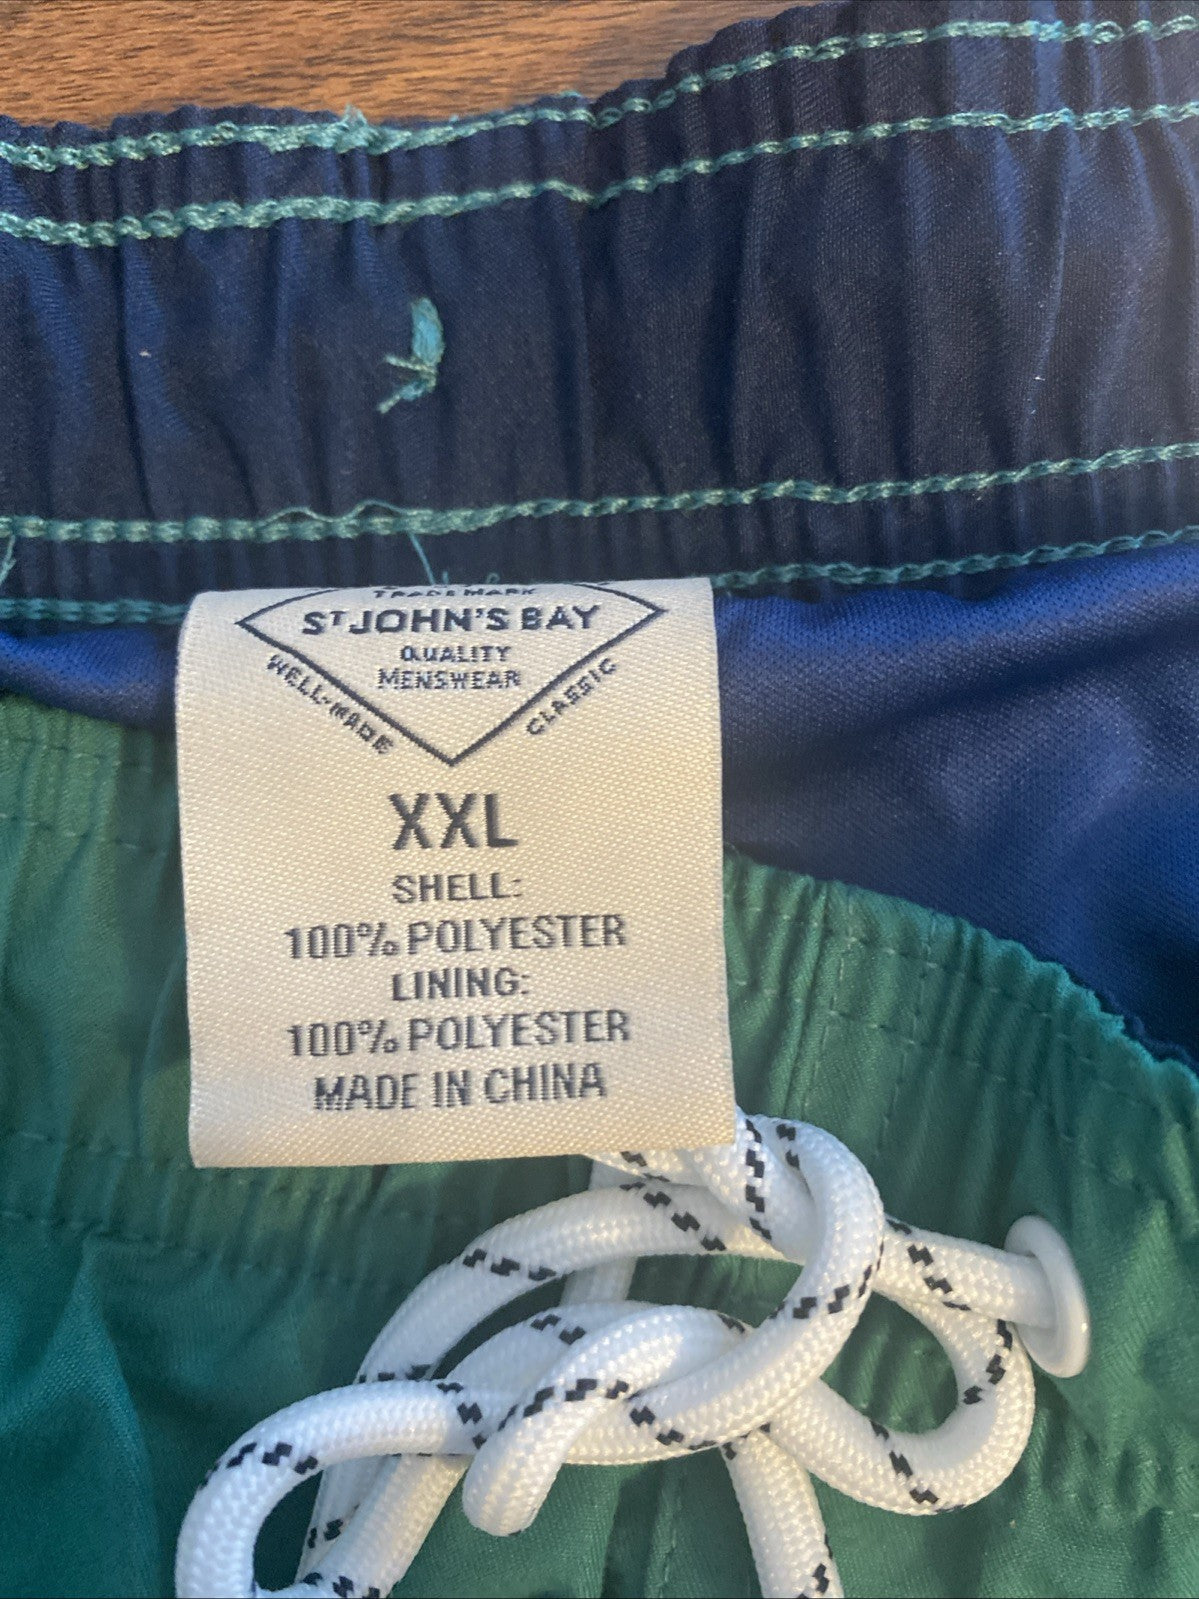 TRADEMARK
ST JOHN'S BAY
QUALITY
MENSWEAR
WELL-MADE
CLASSIC
XXL
SHELL:
100% POLYESTER
LINING:
100% POLYESTER
MADE IN CHINA